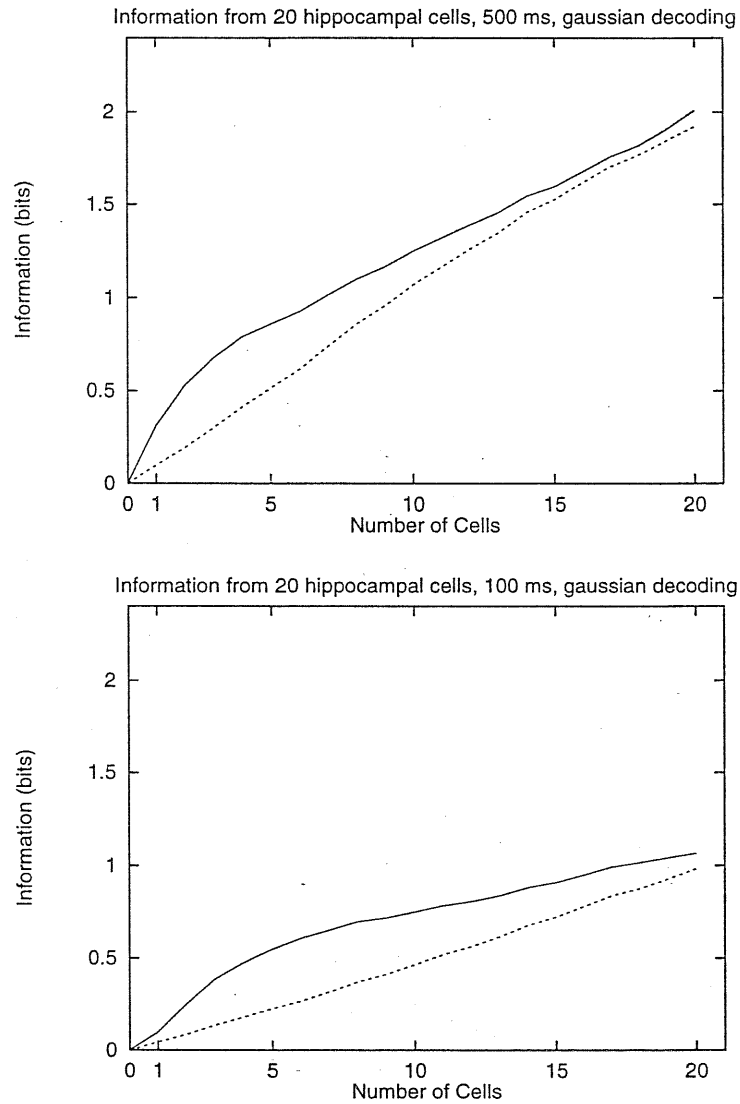 Information from 20 hippocampal cells, 500 ms, gaussian decoding
2
1.5
1
0.5
0
Information (bits)
0 1 5 10 15 20
Number of Cells
Information from 20 hippocampal cells, 100 ms, gaussian decoding
2
1.5
1
0.5
0
Information (bits)
0 1 5 10 15 20
Number of Cells